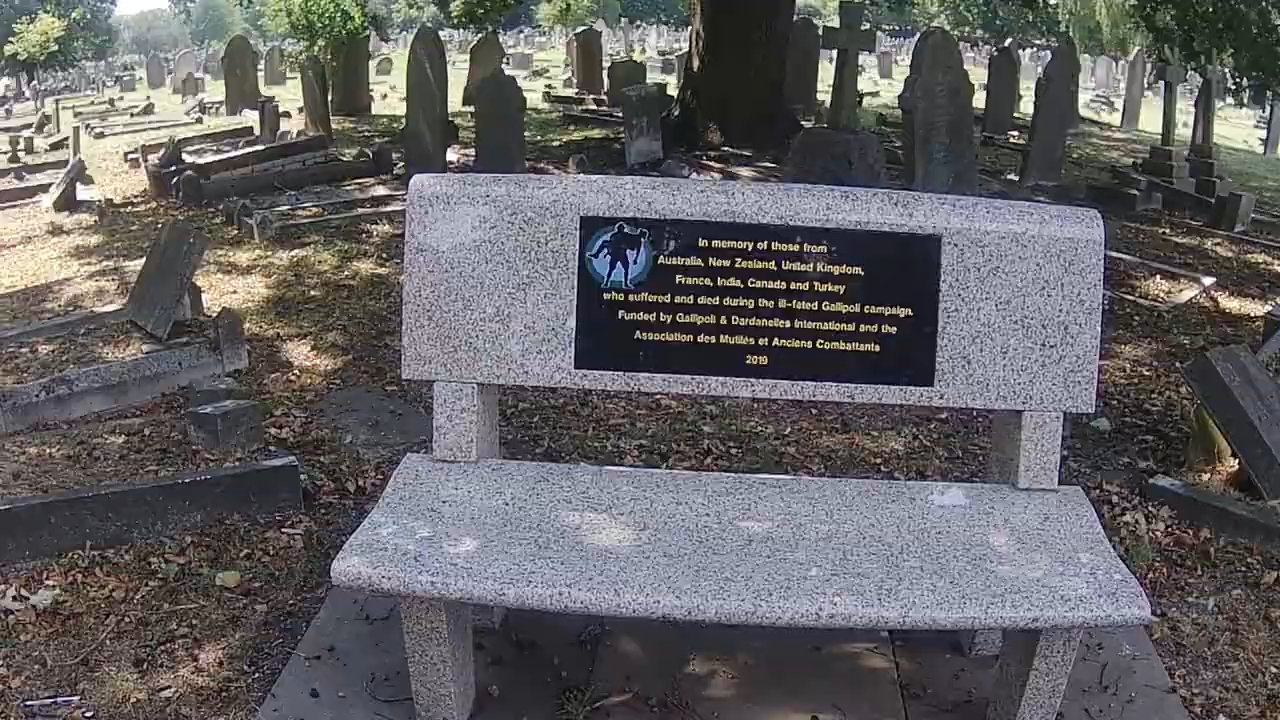 In memory of those from
Australia, New Zealand, United Kingdom,
France, India, Canada and Turkey
who suffered and died during the ill-fated Gallipoli campaign.
Funded by Gallipoli & Dardanelles International and the
Association des Mutilés et Anciens Combattants
2019